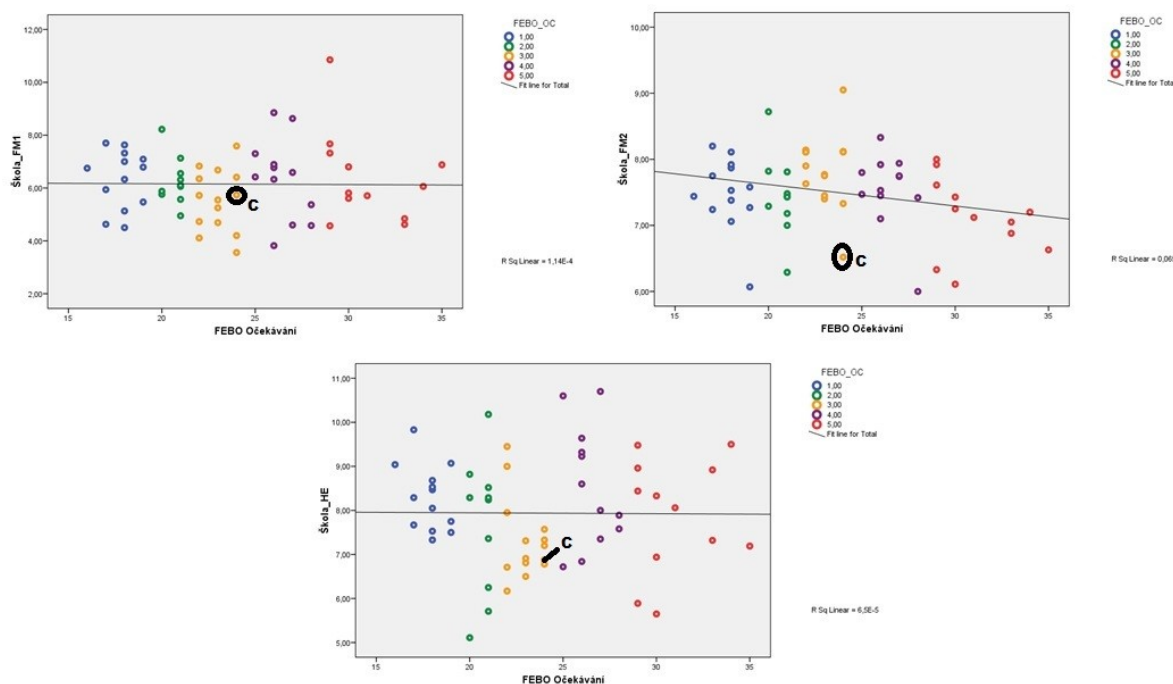 FEBO_OC
1,00
2,00
3,00
4,00
5,00
Fit line for Total
12,00
10,00
8,00
6,00
4,00
2,00
Škola_FM1
C
R Sq Linear = 1,14E-4
15
20
25
30
35
FEBO Očekávání
FEBO_OC
1,00
2,00
3,00
4,00
5,00
Fit line for Total
10,00
9,00
8,00
7,00
6,00
Škola_FM2
C
15
20
25
30
35
FEBO Očekávání
FEBO_OC
1,00
2,00
3,00
4,00
5,00
Fit line for Total
11,00
10,00
9,00
8,00
7,00
6,00
5,00
Škola_HE
C
R Sq Linear = 6,5E-5
15
20
25
30
35
FEBO Očekávání